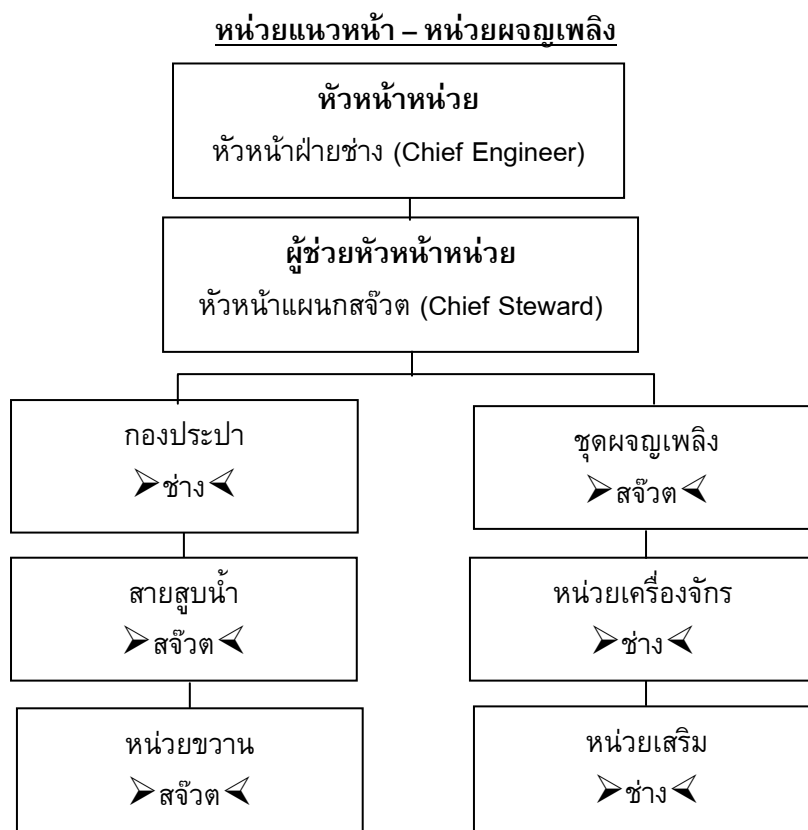 หน่วยแนวหน้า – หน่วยผจญเพลิง
หัวหน้าหน่วย
หัวหน้าฝ่ายช่าง (Chief Engineer)
ผู้ช่วยหัวหน้าหน่วย
หัวหน้าแผนกสจ๊วต (Chief Steward)
กองประปา
➢ช่าง
สายสูบน้ำ
➢สจ๊วต
หน่วยขวาน
➢สจ๊วต
ชุดผจญเพลิง
➢สจ๊วต
หน่วยเครื่องจักร
➢ช่าง
หน่วยเสริม
➢ช่าง